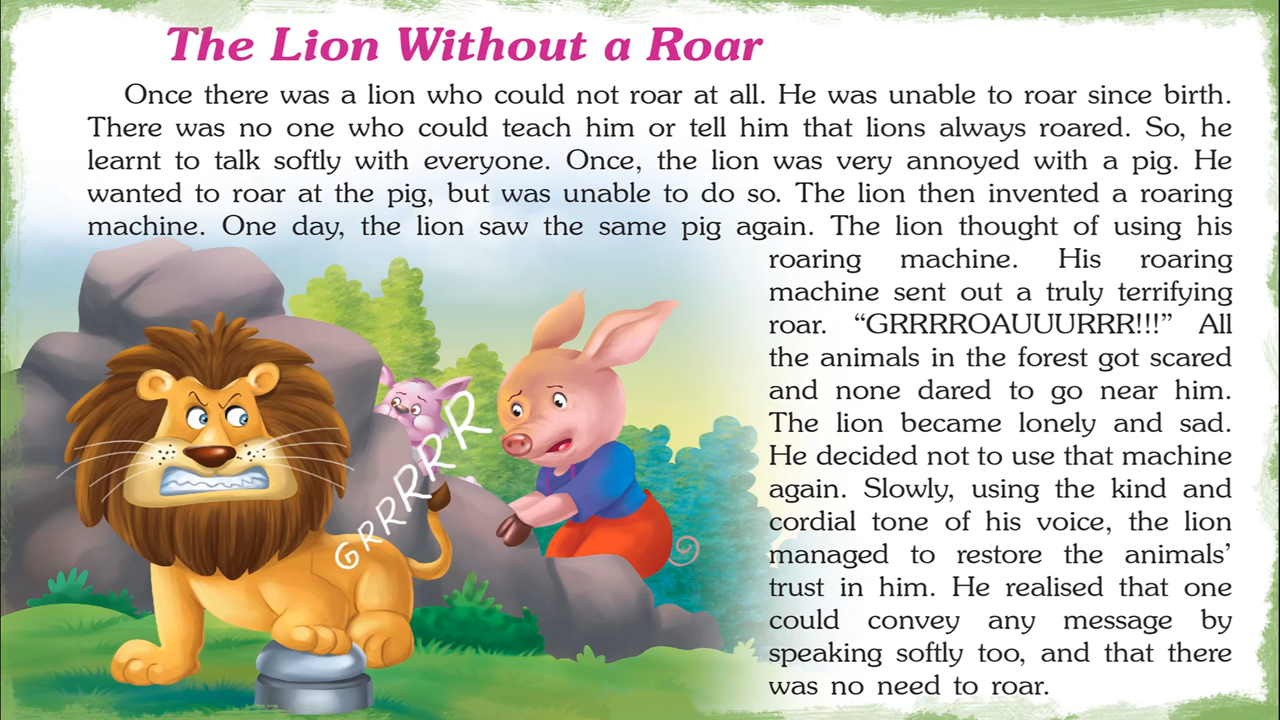 The Lion Without a Roar
Once there was a lion who could not roar at all. He was unable to roar since birth.
There was no one who could teach him or tell him that lions always roared. So, he
learnt to talk softly with everyone. Once, the lion was very annoyed with a pig. He
wanted to roar at the pig, but was unable to do so. The lion then invented a roaring
machine. One day, the lion saw the same pig again. The lion thought of using his
roaring machine. His roaring
machine sent out a truly terrifying
roar. “GRRRROAUUURRR!!!” All
the animals in the forest got scared
and none dared to go near him.
The lion became lonely and sad.
He decided not to use that machine
again. Slowly, using the kind and
cordial tone of his voice, the lion
managed to restore the animals’
trust in him. He realised that one
could convey any message by
speaking softly too, and that there
was no need to roar.
GRRRRRR